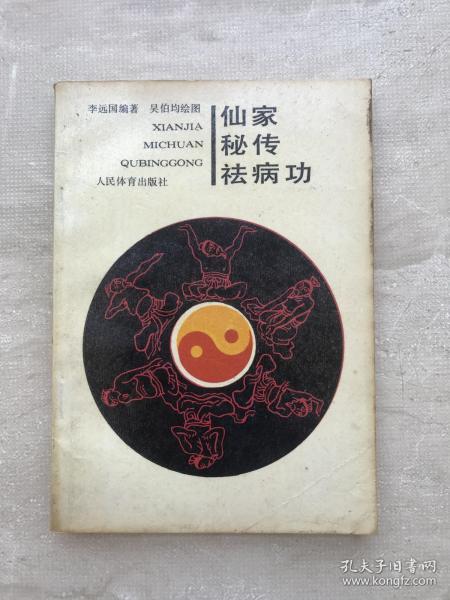 李远国编著 吴伯均绘图
XIANJIA
MICHUAN
QUBINGGONG
人民体育出版社
仙家
秘传
祛病功
孔夫子旧书网
www.kongfz.com